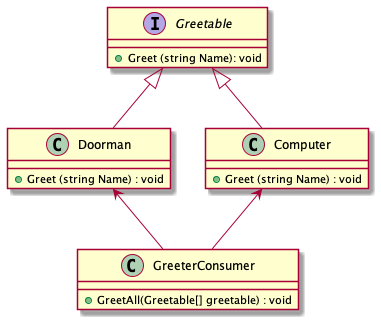 I Greetable
Greet (string Name): void
C Doorman
Greet (string Name) : void
C Computer
Greet (string Name) : void
C GreeterConsumer
GreetAll(Greetable[] greetable) : void